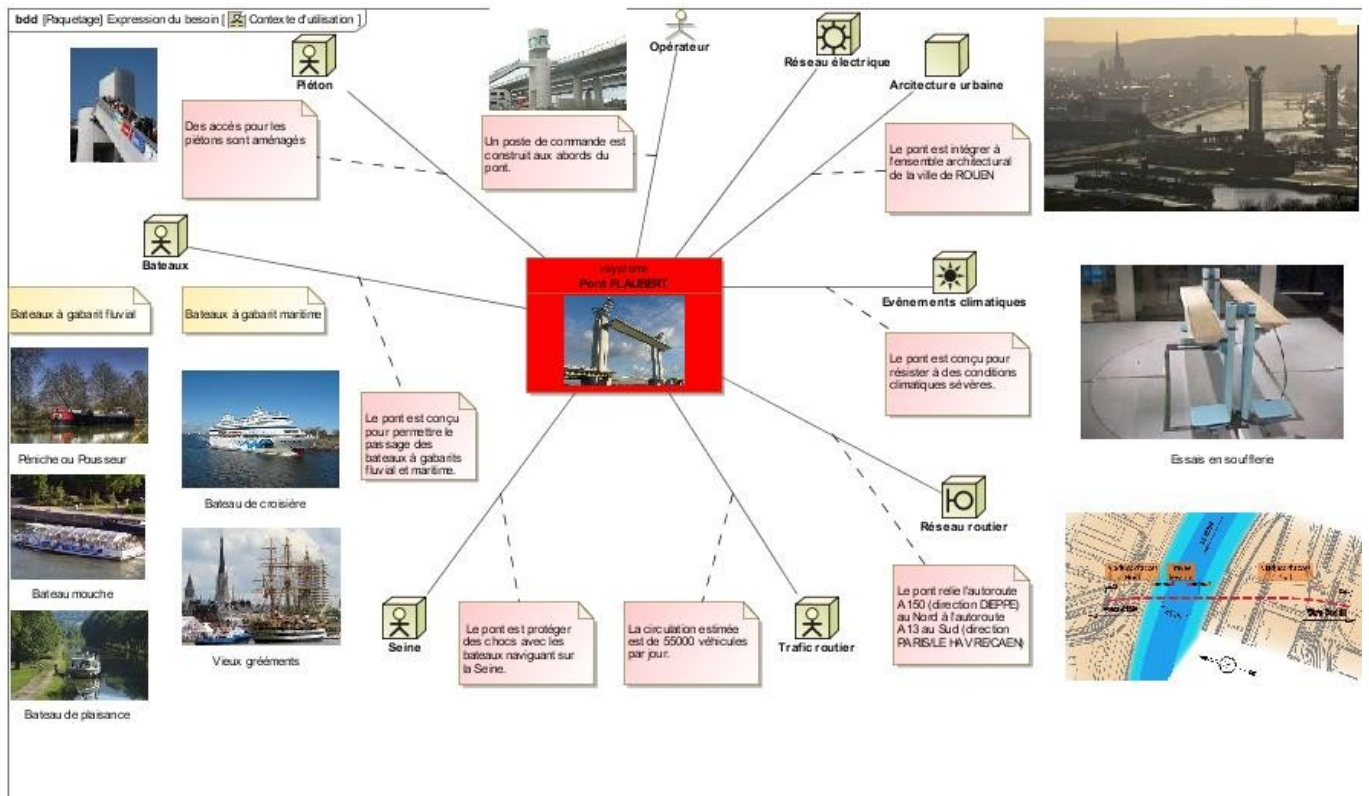 bdd [Paquetage] Expression du besoin [ Contexte d'utilisation ]
Piéton
Opérateur
Réseau électrique
Arcitecture urbaine
Des accès pour les
piétons sont aménagés
Un poste de commande est
construit aux abords du
pont.
Le pont est intégrer à
l'ensemble architectural
de la ville de ROUEN
Bateaux
«système»
Pont FLAUBERT
Evênements climatiques
Bateaux à gabarit fluvial
Bateaux à gabarit maritime
Le pont est conçu pour
résister à des conditions
climatiques sévères.
Le pont est conçu
pour permettre le
passage des
bateaux à gabarits
fluvial et maritime.
Péniche ou Pousseur
Essais en soufflerie
Bateau de croisière
Réseau routier
Bateau mouche
Le pont relie l'autoroute
A150 (direction DIEPPE)
au Nord à l'autoroute
A13 au Sud (direction
PARIS/LE HAVRE/CAEN)
Seine
Le pont est protéger
des chocs avec les
bateaux naviguant sur
la Seine.
La circulation estimée
est de 55000 véhicules
par jour.
Trafic routier
Vieux grééments
Bateau de plaisance